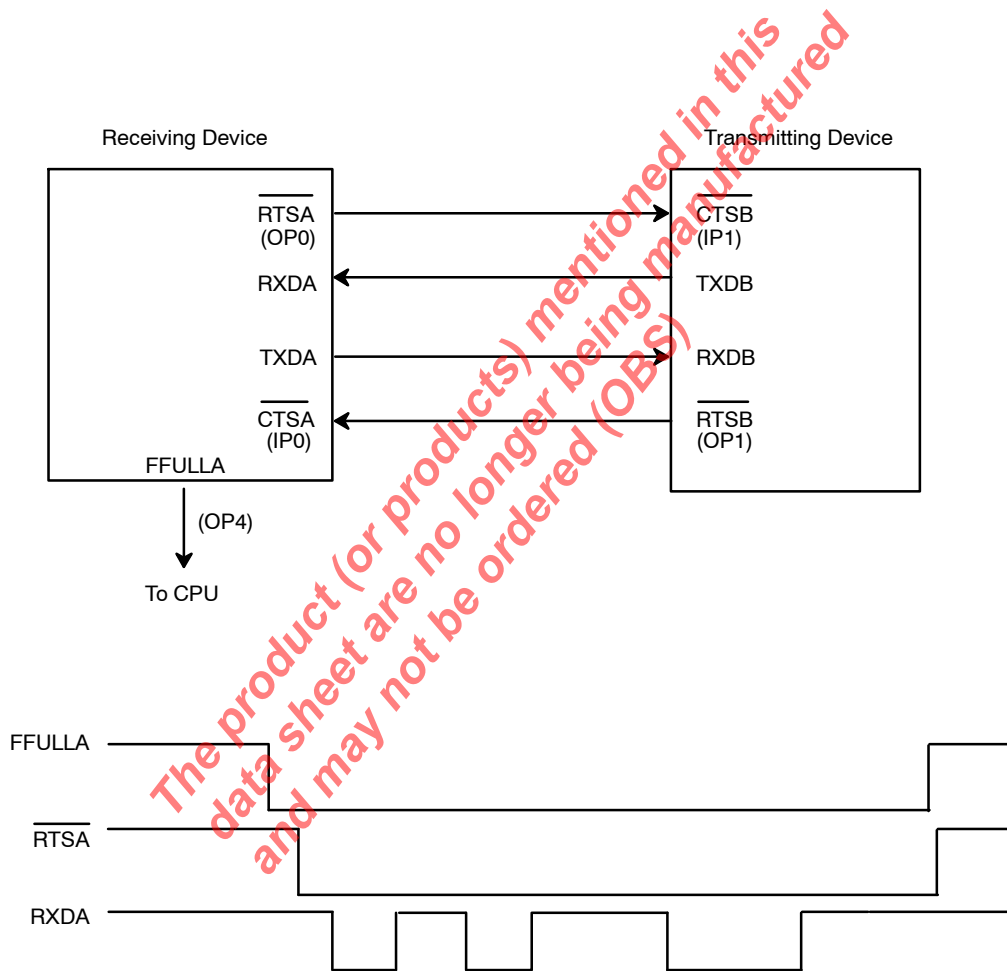 Receiving Device
Transmitting Device
RTSA
(OP0)
CTSB
(IP1)
RXDA
TXDB
TXDA
RXDB
CTSA
(IP0)
RTSB
(OP1)
FFULLA
(OP4)
To CPU
The product (or products) mentioned in this
data sheet are no longer being manufactured
and may not be ordered (OBS)
FFULLA
RTSA
RXDA